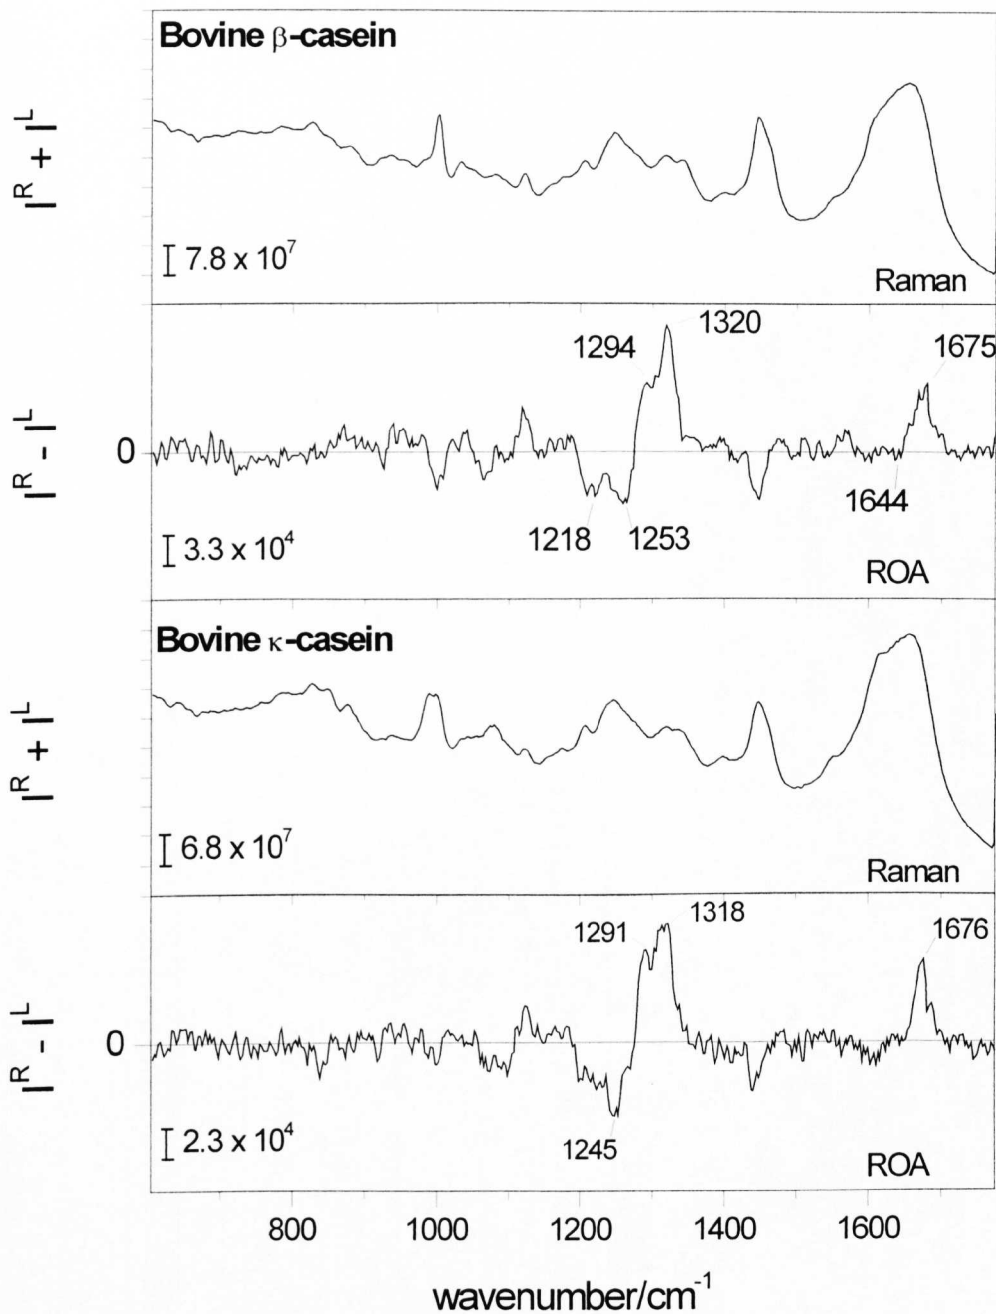 Bovine β-casein
I^R + I^L
7.8 x 10^7
Raman
1320
1294
1675
I^R - I^L
0
1644
1218
1253
3.3 x 10^4
ROA
Bovine κ-casein
I^R + I^L
6.8 x 10^7
Raman
1318
1291
1676
I^R - I^L
0
2.3 x 10^4
1245
ROA
800 1000 1200 1400 1600
wavenumber/cm^-1